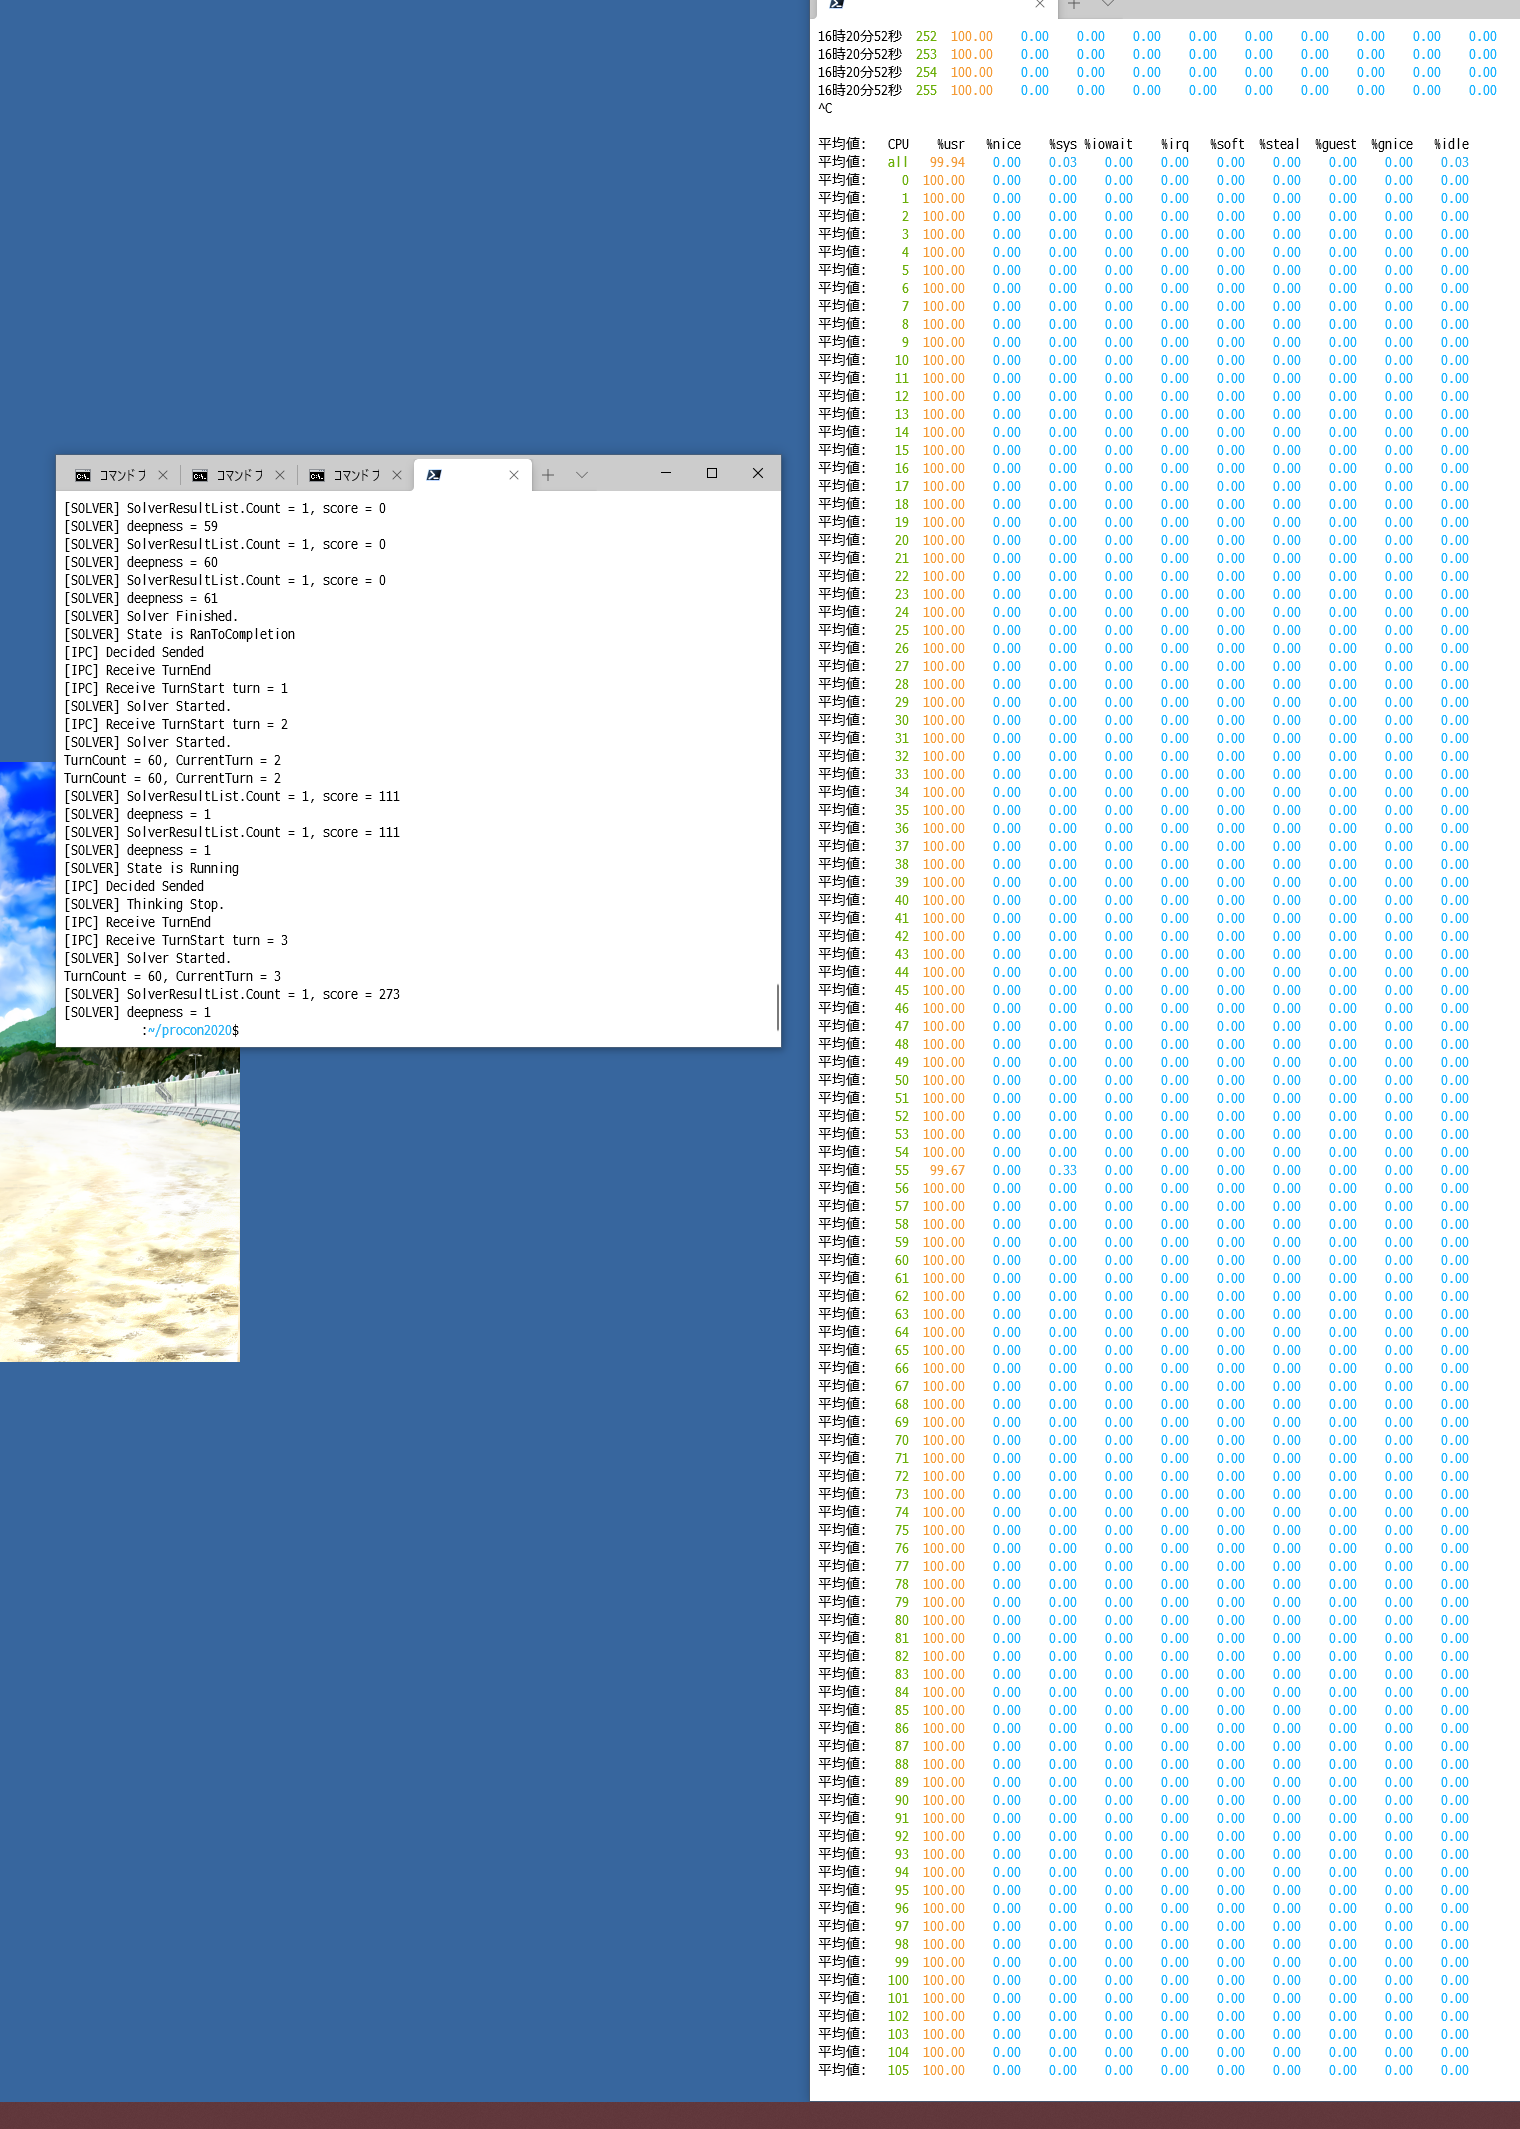 コマンドプ
コマンドプ
コマンドプ
[SOLVER] SolverResultList.Count = 1, score = 0
[SOLVER] deepness = 59
[SOLVER] SolverResultList.Count = 1, score = 0
[SOLVER] deepness = 60
[SOLVER] SolverResultList.Count = 1, score = 0
[SOLVER] deepness = 61
[SOLVER] Solver Finished.
[SOLVER] State is RanToCompletion
[IPC] Decided Sended
[IPC] Receive TurnEnd
[IPC] Receive TurnStart turn = 1
[SOLVER] Solver Started.
[IPC] Receive TurnStart turn = 2
[SOLVER] Solver Started.
TurnCount = 60, CurrentTurn = 2
TurnCount = 60, CurrentTurn = 2
[SOLVER] SolverResultList.Count = 1, score = 111
[SOLVER] deepness = 1
[SOLVER] SolverResultList.Count = 1, score = 111
[SOLVER] deepness = 1
[SOLVER] State is Running
[IPC] Decided Sended
[SOLVER] Thinking Stop.
[IPC] Receive TurnEnd
[IPC] Receive TurnStart turn = 3
[SOLVER] Solver Started.
TurnCount = 60, CurrentTurn = 3
[SOLVER] SolverResultList.Count = 1, score = 273
[SOLVER] deepness = 1
:~/procon2020$
16時20分52秒 252 100.00 0.00 0.00 0.00 0.00 0.00 0.00 0.00 0.00 0.00
16時20分52秒 253 100.00 0.00 0.00 0.00 0.00 0.00 0.00 0.00 0.00 0.00
16時20分52秒 254 100.00 0.00 0.00 0.00 0.00 0.00 0.00 0.00 0.00 0.00
16時20分52秒 255 100.00 0.00 0.00 0.00 0.00 0.00 0.00 0.00 0.00 0.00
^C
平均値: CPU %usr %nice %sys %iowait %irq %soft %steal %guest %gnice %idle
平均値: all 99.94 0.00 0.03 0.00 0.00 0.00 0.00 0.00 0.00 0.03
平均値: 0 100.00 0.00 0.00 0.00 0.00 0.00 0.00 0.00 0.00 0.00
平均値: 1 100.00 0.00 0.00 0.00 0.00 0.00 0.00 0.00 0.00 0.00
平均値: 2 100.00 0.00 0.00 0.00 0.00 0.00 0.00 0.00 0.00 0.00
平均値: 3 100.00 0.00 0.00 0.00 0.00 0.00 0.00 0.00 0.00 0.00
平均値: 4 100.00 0.00 0.00 0.00 0.00 0.00 0.00 0.00 0.00 0.00
平均値: 5 100.00 0.00 0.00 0.00 0.00 0.00 0.00 0.00 0.00 0.00
平均値: 6 100.00 0.00 0.00 0.00 0.00 0.00 0.00 0.00 0.00 0.00
平均値: 7 100.00 0.00 0.00 0.00 0.00 0.00 0.00 0.00 0.00 0.00
平均値: 8 100.00 0.00 0.00 0.00 0.00 0.00 0.00 0.00 0.00 0.00
平均値: 9 100.00 0.00 0.00 0.00 0.00 0.00 0.00 0.00 0.00 0.00
平均値: 10 100.00 0.00 0.00 0.00 0.00 0.00 0.00 0.00 0.00 0.00
平均値: 11 100.00 0.00 0.00 0.00 0.00 0.00 0.00 0.00 0.00 0.00
平均値: 12 100.00 0.00 0.00 0.00 0.00 0.00 0.00 0.00 0.00 0.00
平均値: 13 100.00 0.00 0.00 0.00 0.00 0.00 0.00 0.00 0.00 0.00
平均値: 14 100.00 0.00 0.00 0.00 0.00 0.00 0.00 0.00 0.00 0.00
平均値: 15 100.00 0.00 0.00 0.00 0.00 0.00 0.00 0.00 0.00 0.00
平均値: 16 100.00 0.00 0.00 0.00 0.00 0.00 0.00 0.00 0.00 0.00
平均値: 17 100.00 0.00 0.00 0.00 0.00 0.00 0.00 0.00 0.00 0.00
平均値: 18 100.00 0.00 0.00 0.00 0.00 0.00 0.00 0.00 0.00 0.00
平均値: 19 100.00 0.00 0.00 0.00 0.00 0.00 0.00 0.00 0.00 0.00
平均値: 20 100.00 0.00 0.00 0.00 0.00 0.00 0.00 0.00 0.00 0.00
平均値: 21 100.00 0.00 0.00 0.00 0.00 0.00 0.00 0.00 0.00 0.00
平均値: 22 100.00 0.00 0.00 0.00 0.00 0.00 0.00 0.00 0.00 0.00
平均値: 23 100.00 0.00 0.00 0.00 0.00 0.00 0.00 0.00 0.00 0.00
平均値: 24 100.00 0.00 0.00 0.00 0.00 0.00 0.00 0.00 0.00 0.00
平均値: 25 100.00 0.00 0.00 0.00 0.00 0.00 0.00 0.00 0.00 0.00
平均値: 26 100.00 0.00 0.00 0.00 0.00 0.00 0.00 0.00 0.00 0.00
平均値: 27 100.00 0.00 0.00 0.00 0.00 0.00 0.00 0.00 0.00 0.00
平均値: 28 100.00 0.00 0.00 0.00 0.00 0.00 0.00 0.00 0.00 0.00
平均値: 29 100.00 0.00 0.00 0.00 0.00 0.00 0.00 0.00 0.00 0.00
平均値: 30 100.00 0.00 0.00 0.00 0.00 0.00 0.00 0.00 0.00 0.00
平均値: 31 100.00 0.00 0.00 0.00 0.00 0.00 0.00 0.00 0.00 0.00
平均値: 32 100.00 0.00 0.00 0.00 0.00 0.00 0.00 0.00 0.00 0.00
平均値: 33 100.00 0.00 0.00 0.00 0.00 0.00 0.00 0.00 0.00 0.00
平均値: 34 100.00 0.00 0.00 0.00 0.00 0.00 0.00 0.00 0.00 0.00
平均値: 35 100.00 0.00 0.00 0.00 0.00 0.00 0.00 0.00 0.00 0.00
平均値: 36 100.00 0.00 0.00 0.00 0.00 0.00 0.00 0.00 0.00 0.00
平均値: 37 100.00 0.00 0.00 0.00 0.00 0.00 0.00 0.00 0.00 0.00
平均値: 38 100.00 0.00 0.00 0.00 0.00 0.00 0.00 0.00 0.00 0.00
平均値: 39 100.00 0.00 0.00 0.00 0.00 0.00 0.00 0.00 0.00 0.00
平均値: 40 100.00 0.00 0.00 0.00 0.00 0.00 0.00 0.00 0.00 0.00
平均値: 41 100.00 0.00 0.00 0.00 0.00 0.00 0.00 0.00 0.00 0.00
平均値: 42 100.00 0.00 0.00 0.00 0.00 0.00 0.00 0.00 0.00 0.00
平均値: 43 100.00 0.00 0.00 0.00 0.00 0.00 0.00 0.00 0.00 0.00
平均値: 44 100.00 0.00 0.00 0.00 0.00 0.00 0.00 0.00 0.00 0.00
平均値: 45 100.00 0.00 0.00 0.00 0.00 0.00 0.00 0.00 0.00 0.00
平均値: 46 100.00 0.00 0.00 0.00 0.00 0.00 0.00 0.00 0.00 0.00
平均値: 47 100.00 0.00 0.00 0.00 0.00 0.00 0.00 0.00 0.00 0.00
平均値: 48 100.00 0.00 0.00 0.00 0.00 0.00 0.00 0.00 0.00 0.00
平均値: 49 100.00 0.00 0.00 0.00 0.00 0.00 0.00 0.00 0.00 0.00
平均値: 50 100.00 0.00 0.00 0.00 0.00 0.00 0.00 0.00 0.00 0.00
平均値: 51 100.00 0.00 0.00 0.00 0.00 0.00 0.00 0.00 0.00 0.00
平均値: 52 100.00 0.00 0.00 0.00 0.00 0.00 0.00 0.00 0.00 0.00
平均値: 53 100.00 0.00 0.00 0.00 0.00 0.00 0.00 0.00 0.00 0.00
平均値: 54 100.00 0.00 0.00 0.00 0.00 0.00 0.00 0.00 0.00 0.00
平均値: 55 99.67 0.00 0.33 0.00 0.00 0.00 0.00 0.00 0.00 0.00
平均値: 56 100.00 0.00 0.00 0.00 0.00 0.00 0.00 0.00 0.00 0.00
平均値: 57 100.00 0.00 0.00 0.00 0.00 0.00 0.00 0.00 0.00 0.00
平均値: 58 100.00 0.00 0.00 0.00 0.00 0.00 0.00 0.00 0.00 0.00
平均値: 59 100.00 0.00 0.00 0.00 0.00 0.00 0.00 0.00 0.00 0.00
平均値: 60 100.00 0.00 0.00 0.00 0.00 0.00 0.00 0.00 0.00 0.00
平均値: 61 100.00 0.00 0.00 0.00 0.00 0.00 0.00 0.00 0.00 0.00
平均値: 62 100.00 0.00 0.00 0.00 0.00 0.00 0.00 0.00 0.00 0.00
平均値: 63 100.00 0.00 0.00 0.00 0.00 0.00 0.00 0.00 0.00 0.00
平均値: 64 100.00 0.00 0.00 0.00 0.00 0.00 0.00 0.00 0.00 0.00
平均値: 65 100.00 0.00 0.00 0.00 0.00 0.00 0.00 0.00 0.00 0.00
平均値: 66 100.00 0.00 0.00 0.00 0.00 0.00 0.00 0.00 0.00 0.00
平均値: 67 100.00 0.00 0.00 0.00 0.00 0.00 0.00 0.00 0.00 0.00
平均値: 68 100.00 0.00 0.00 0.00 0.00 0.00 0.00 0.00 0.00 0.00
平均値: 69 100.00 0.00 0.00 0.00 0.00 0.00 0.00 0.00 0.00 0.00
平均値: 70 100.00 0.00 0.00 0.00 0.00 0.00 0.00 0.00 0.00 0.00
平均値: 71 100.00 0.00 0.00 0.00 0.00 0.00 0.00 0.00 0.00 0.00
平均値: 72 100.00 0.00 0.00 0.00 0.00 0.00 0.00 0.00 0.00 0.00
平均値: 73 100.00 0.00 0.00 0.00 0.00 0.00 0.00 0.00 0.00 0.00
平均値: 74 100.00 0.00 0.00 0.00 0.00 0.00 0.00 0.00 0.00 0.00
平均値: 75 100.00 0.00 0.00 0.00 0.00 0.00 0.00 0.00 0.00 0.00
平均値: 76 100.00 0.00 0.00 0.00 0.00 0.00 0.00 0.00 0.00 0.00
平均値: 77 100.00 0.00 0.00 0.00 0.00 0.00 0.00 0.00 0.00 0.00
平均値: 78 100.00 0.00 0.00 0.00 0.00 0.00 0.00 0.00 0.00 0.00
平均値: 79 100.00 0.00 0.00 0.00 0.00 0.00 0.00 0.00 0.00 0.00
平均値: 80 100.00 0.00 0.00 0.00 0.00 0.00 0.00 0.00 0.00 0.00
平均値: 81 100.00 0.00 0.00 0.00 0.00 0.00 0.00 0.00 0.00 0.00
平均値: 82 100.00 0.00 0.00 0.00 0.00 0.00 0.00 0.00 0.00 0.00
平均値: 83 100.00 0.00 0.00 0.00 0.00 0.00 0.00 0.00 0.00 0.00
平均値: 84 100.00 0.00 0.00 0.00 0.00 0.00 0.00 0.00 0.00 0.00
平均値: 85 100.00 0.00 0.00 0.00 0.00 0.00 0.00 0.00 0.00 0.00
平均値: 86 100.00 0.00 0.00 0.00 0.00 0.00 0.00 0.00 0.00 0.00
平均値: 87 100.00 0.00 0.00 0.00 0.00 0.00 0.00 0.00 0.00 0.00
平均値: 88 100.00 0.00 0.00 0.00 0.00 0.00 0.00 0.00 0.00 0.00
平均値: 89 100.00 0.00 0.00 0.00 0.00 0.00 0.00 0.00 0.00 0.00
平均値: 90 100.00 0.00 0.00 0.00 0.00 0.00 0.00 0.00 0.00 0.00
平均値: 91 100.00 0.00 0.00 0.00 0.00 0.00 0.00 0.00 0.00 0.00
平均値: 92 100.00 0.00 0.00 0.00 0.00 0.00 0.00 0.00 0.00 0.00
平均値: 93 100.00 0.00 0.00 0.00 0.00 0.00 0.00 0.00 0.00 0.00
平均値: 94 100.00 0.00 0.00 0.00 0.00 0.00 0.00 0.00 0.00 0.00
平均値: 95 100.00 0.00 0.00 0.00 0.00 0.00 0.00 0.00 0.00 0.00
平均値: 96 100.00 0.00 0.00 0.00 0.00 0.00 0.00 0.00 0.00 0.00
平均値: 97 100.00 0.00 0.00 0.00 0.00 0.00 0.00 0.00 0.00 0.00
平均値: 98 100.00 0.00 0.00 0.00 0.00 0.00 0.00 0.00 0.00 0.00
平均値: 99 100.00 0.00 0.00 0.00 0.00 0.00 0.00 0.00 0.00 0.00
平均値: 100 100.00 0.00 0.00 0.00 0.00 0.00 0.00 0.00 0.00 0.00
平均値: 101 100.00 0.00 0.00 0.00 0.00 0.00 0.00 0.00 0.00 0.00
平均値: 102 100.00 0.00 0.00 0.00 0.00 0.00 0.00 0.00 0.00 0.00
平均値: 103 100.00 0.00 0.00 0.00 0.00 0.00 0.00 0.00 0.00 0.00
平均値: 104 100.00 0.00 0.00 0.00 0.00 0.00 0.00 0.00 0.00 0.00
平均値: 105 100.00 0.00 0.00 0.00 0.00 0.00 0.00 0.00 0.00 0.00